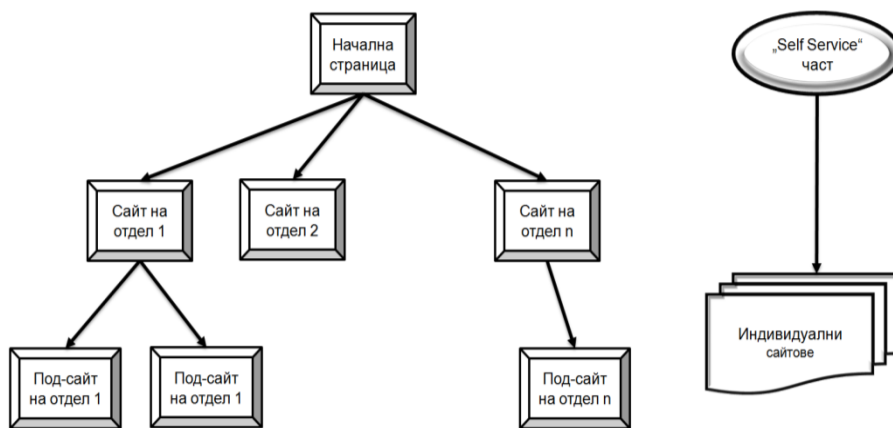 Начална
страница
„Self Service“
част
Сайт на
отдел 1
Сайт на
отдел 2
Сайт на
отдел n
Под-сайт
на отдел 1
Под-сайт
на отдел 1
Под-сайт
на отдел n
Индивидуални
сайтове